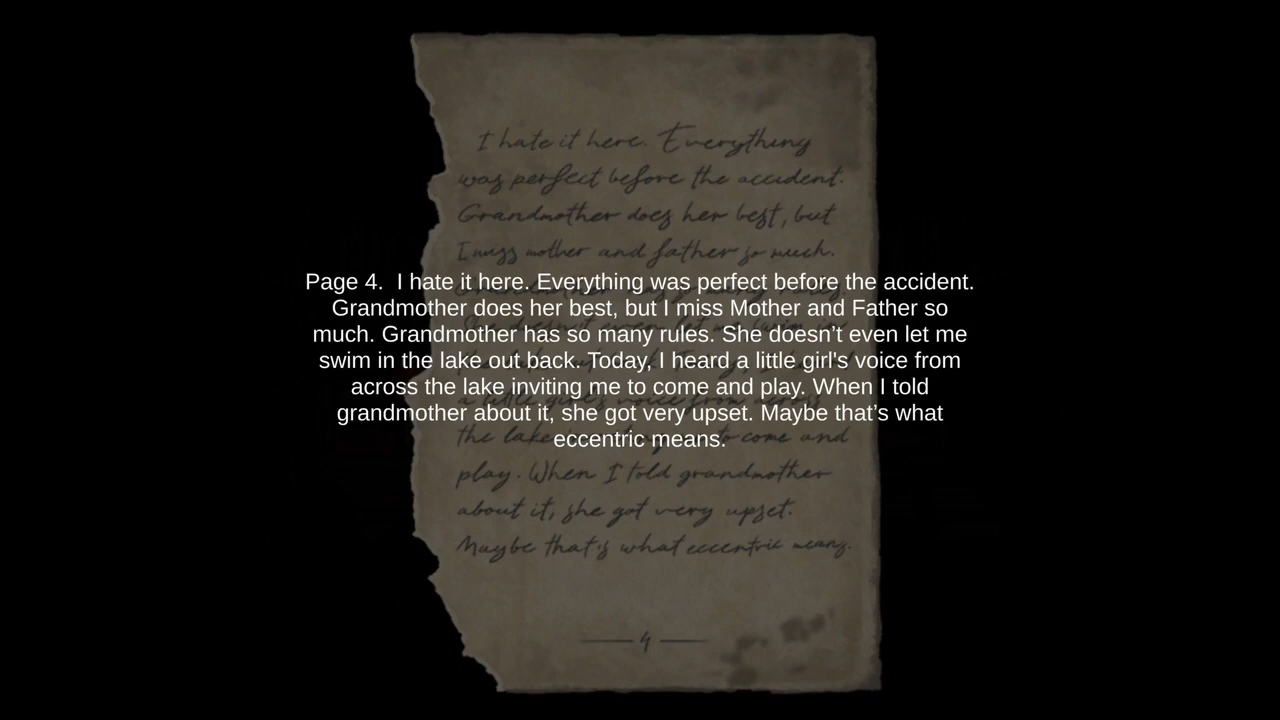 I hate it here. Everything
was perfect before the accident.
Grandmother does her best, but
I miss mother and father so much.
Page 4. I hate it here. Everything was perfect before the accident.
Grandmother does her best, but I miss Mother and Father so
much. Grandmother has so many rules. She doesn’t even let me
swim in the lake out back. Today, I heard a little girl's voice from
across the lake inviting me to come and play. When I told
grandmother about it, she got very upset. Maybe that’s what
eccentric means.
the lake to come and
play. When I told grandmother
about it, she got very upset.
Maybe that's what eccentric means.
4